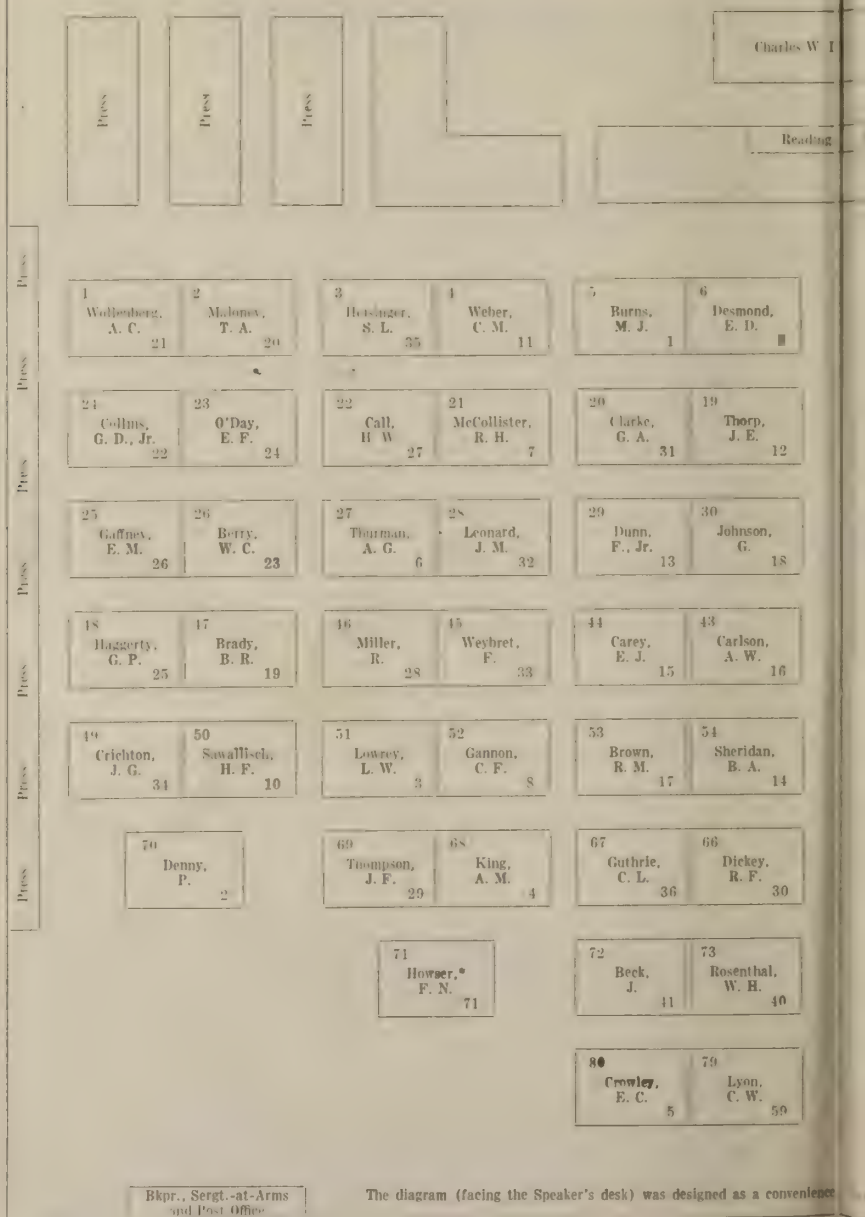 Press
Press
Press
Charles W
Reading
Press
Press
Press
Press
Press
Press
Press
1
Wollenberg,
A. C.
21
2
Maloney,
T. A.
20
3
Heisinger,
S. L.
35
4
Weber,
C. M.
11
5
Burns,
M. J.
1
6
Desmond,
E. D.
24
Collins,
G. D., Jr.
22
23
O'Day,
E. F.
24
22
Call,
H. W.
27
21
McCollister,
R. H.
7
20
Clarke,
G. A.
31
19
Thorp,
J. E.
12
25
Gaffney,
E. M.
26
26
Berry,
W. C.
23
27
Thurman,
A. G.
6
28
Leonard,
J. M.
32
29
Dunn,
F., Jr.
13
30
Johnson,
G.
18
48
Haggerty,
G. P.
25
47
Brady,
B. R.
19
46
Miller,
R.
28
45
Weybret,
F.
33
44
Carey,
E. J.
15
43
Carlson,
A. W.
16
49
Crichton,
J. G.
34
50
Sawallisch,
H. F.
10
51
Lowrey,
L. W.
3
52
Gannon,
C. F.
8
53
Brown,
R. M.
17
54
Sheridan,
B. A.
14
70
Denny,
P.
2
69
Thompson,
J. F.
29
68
King,
A. M.
4
67
Guthrie,
C. L.
36
66
Dickey,
R. F.
30
71
Howser,*
F. N.
71
72
Beck,
J.
41
73
Rosenthal,
W. H.
40
80
Crowley,
E. C.
5
79
Lyon,
C. W.
59
Bkpr., Sergt.-at-Arms
and Post Office
The diagram (facing the Speaker's desk) was designed as a convenience